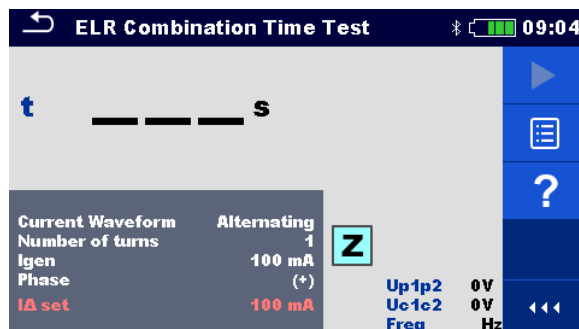 ELR Combination Time Test 09:04
t ___ s
?
Current Waveform Alternating
Number of turns 1
Igen 100 mA
Phase (+)
IΔ set 100 mA
Z
Up1p2 0V
Uc1c2 0V
Freq Hz